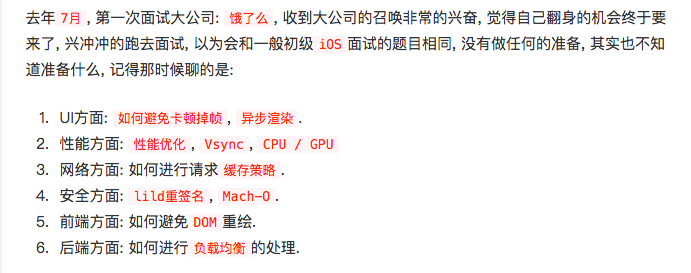 去年 7月 , 第一次面试大公司: 饿了么 , 收到大公司的召唤非常的兴奋, 觉得自己翻身的机会终于要
来了, 兴冲冲的跑去面试, 以为会和一般初级 iOS 面试的题目相同, 没有做任何的准备, 其实也不知
道准备什么, 记得那时候聊的是:
1. UI方面: 如何避免卡顿掉帧 , 异步渲染 .
2. 性能方面: 性能优化 , Vsync , CPU / GPU
3. 网络方面: 如何进行请求 缓存策略 .
4. 安全方面: lild重签名 , Mach-O .
5. 前端方面: 如何避免 DOM 重绘.
6. 后端方面: 如何进行 负载均衡 的处理.